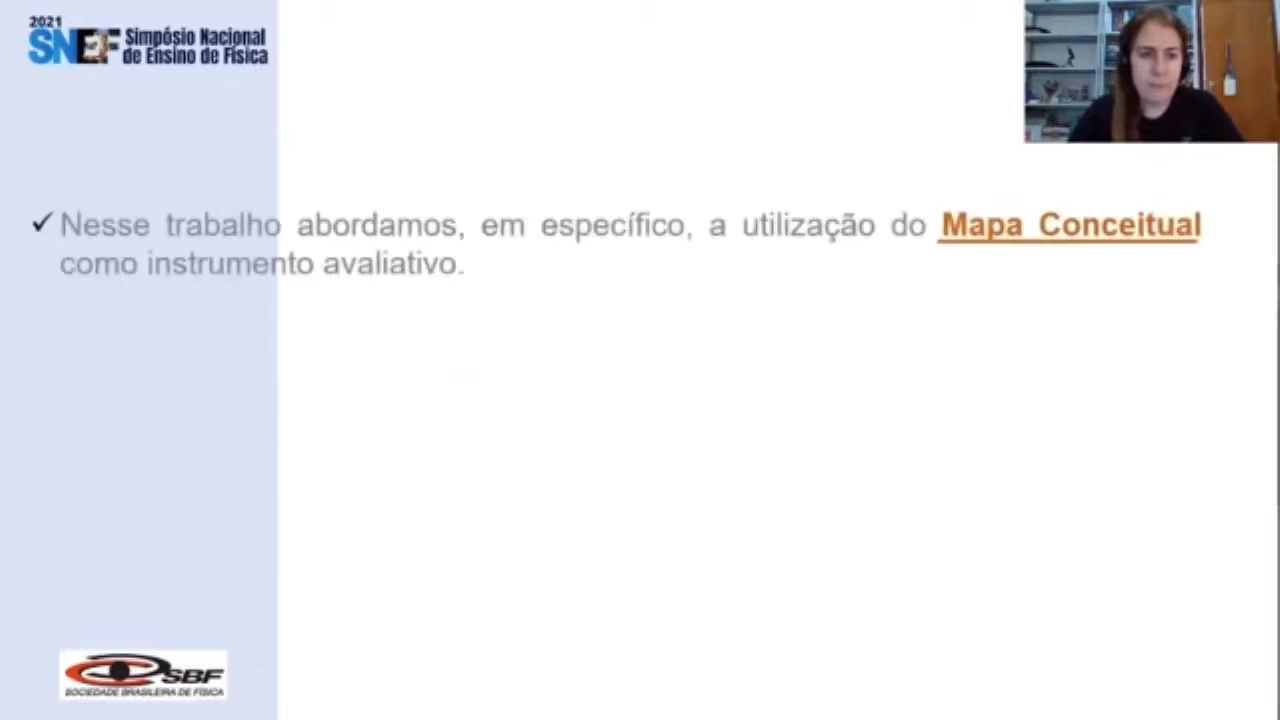 2021
SNEF Simpósio Nacional
de Ensino de Física
✓ Nesse trabalho abordamos, em específico, a utilização do Mapa Conceitual
como instrumento avaliativo.
SBF
SOCIEDADE BRASILEIRA DE FÍSICA